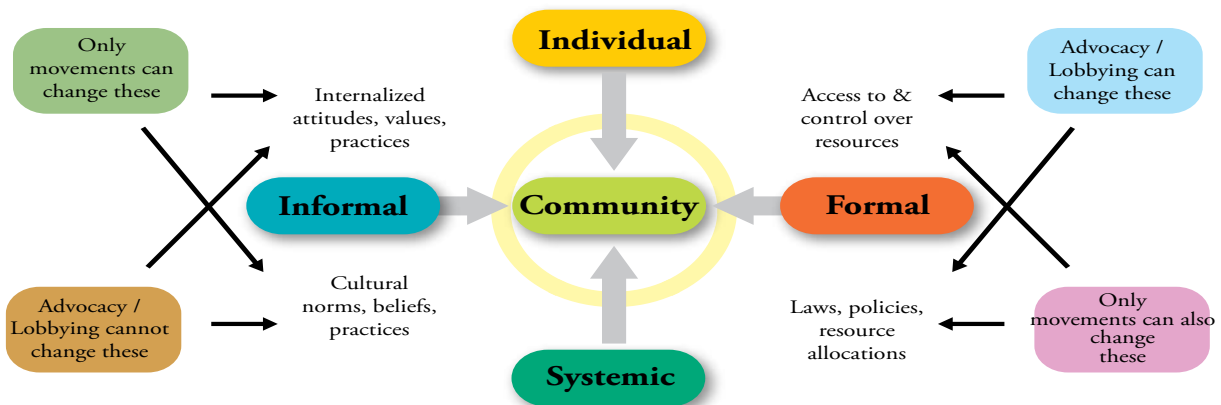 Only
movements can
change these
Internalized
attitudes, values,
practices
Individual
Access to &
control over
resources
Advocacy /
Lobbying can
change these
Informal
Community
Formal
Advocacy /
Lobbying cannot
change these
Cultural
norms, beliefs,
practices
Systemic
Laws, policies,
resource
allocations
Only
movements can also
change
these